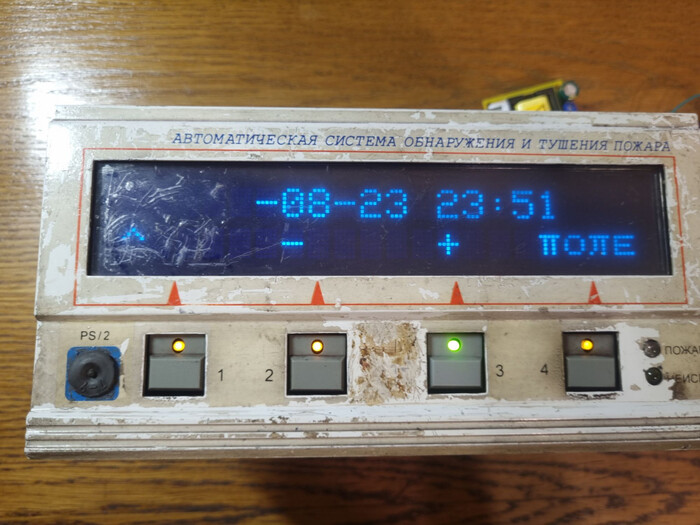 АВТОМАТИЧЕСКАЯ СИСТЕМА ОБНАРУЖЕНИЯ И ТУШЕНИЯ ПОЖАРА
-08-23 23:51
^ - + ПОЛЕ
PS/2
1 2 3 4